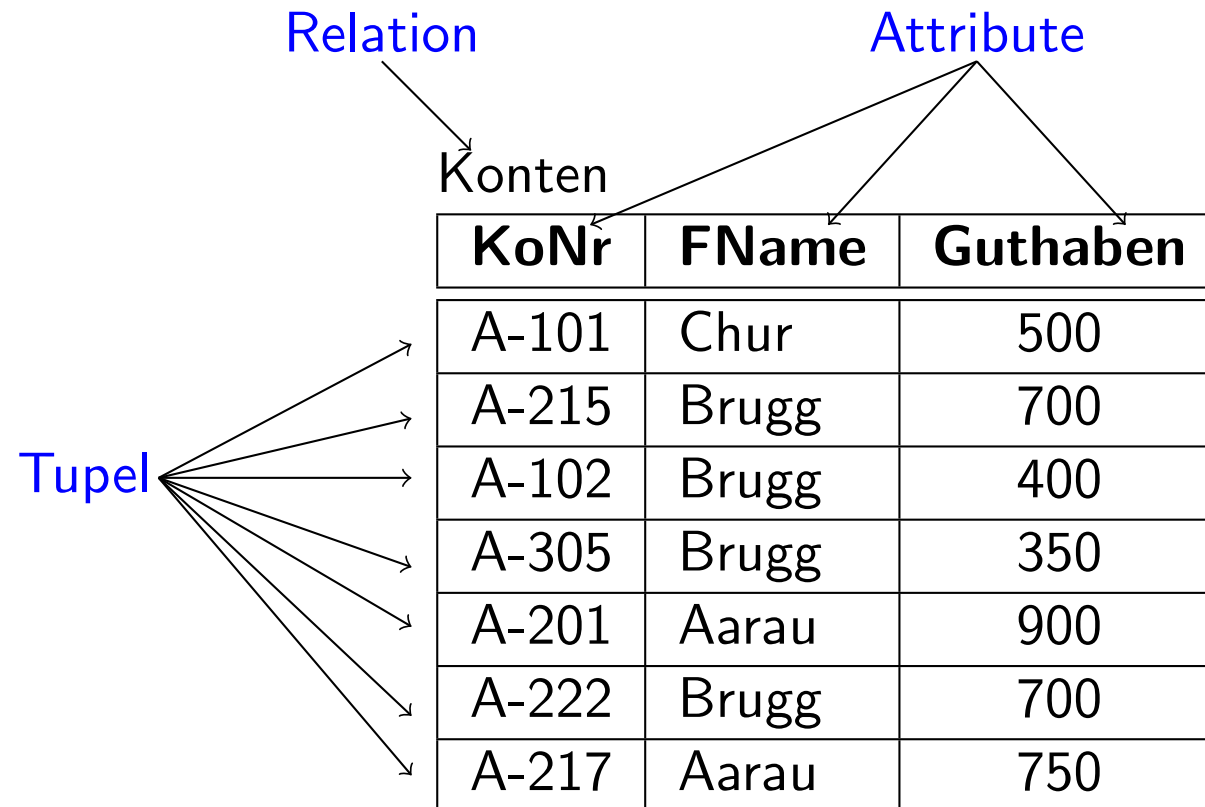 Relation Attribute
Konten
KoNr FName Guthaben
A-101 Chur 500
A-215 Brugg 700
Tupel A-102 Brugg 400
A-305 Brugg 350
A-201 Aarau 900
A-222 Brugg 700
A-217 Aarau 750